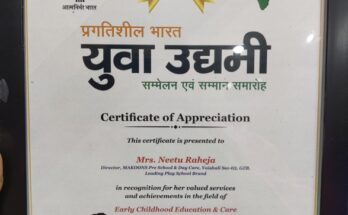 आत्मनिर्भर भारत
प्रगतिशील भारत
युवा उद्यमी
सम्मेलन एवं सम्मान समारोह
Certificate of Appreciation
This certificate is presented to
Mrs. Neetu Raheja
Director, MAKOONS Pre School & Day Care, Vaishali Sec-02, GZB.
Leading Play School Brand
in recognition for her valued services
and achievements in the field of
Early Childhood Education & Care